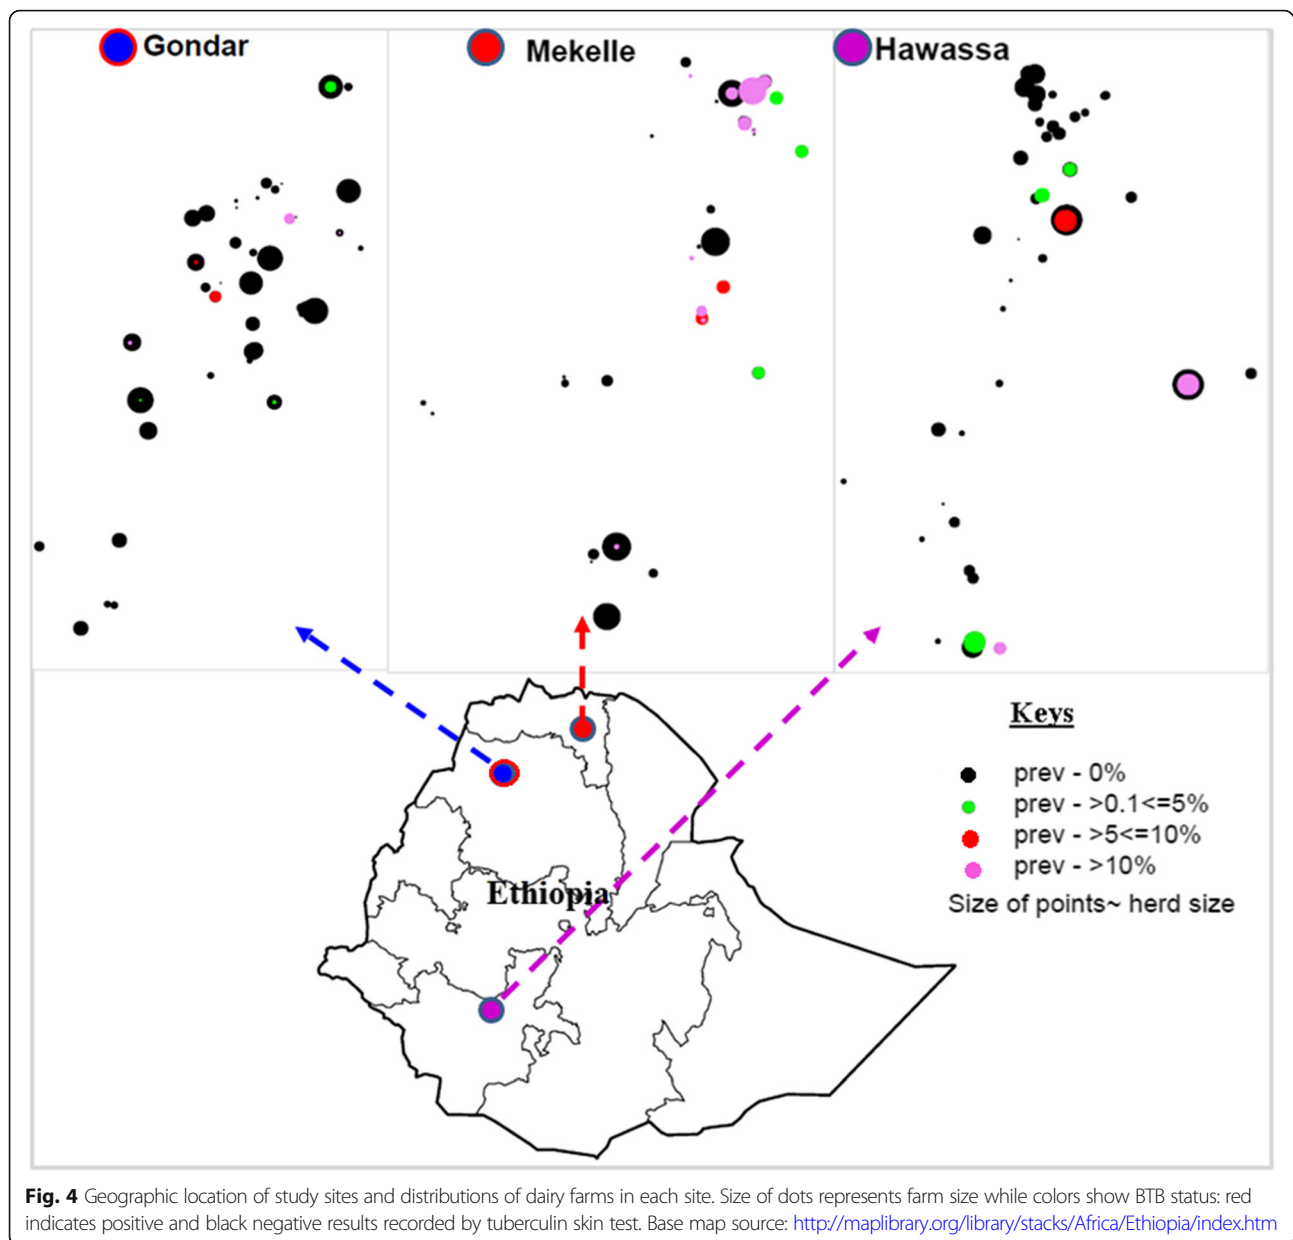 Gondar
Mekelle
Hawassa
Keys
prev - 0%
prev - >0.1<=5%
prev - >5<=10%
prev - >10%
Size of points~ herd size
Ethiopia
Fig. 4 Geographic location of study sites and distributions of dairy farms in each site. Size of dots represents farm size while colors show BTB status: red
indicates positive and black negative results recorded by tuberculin skin test. Base map source: http://maplibrary.org/library/stacks/Africa/Ethiopia/index.htm